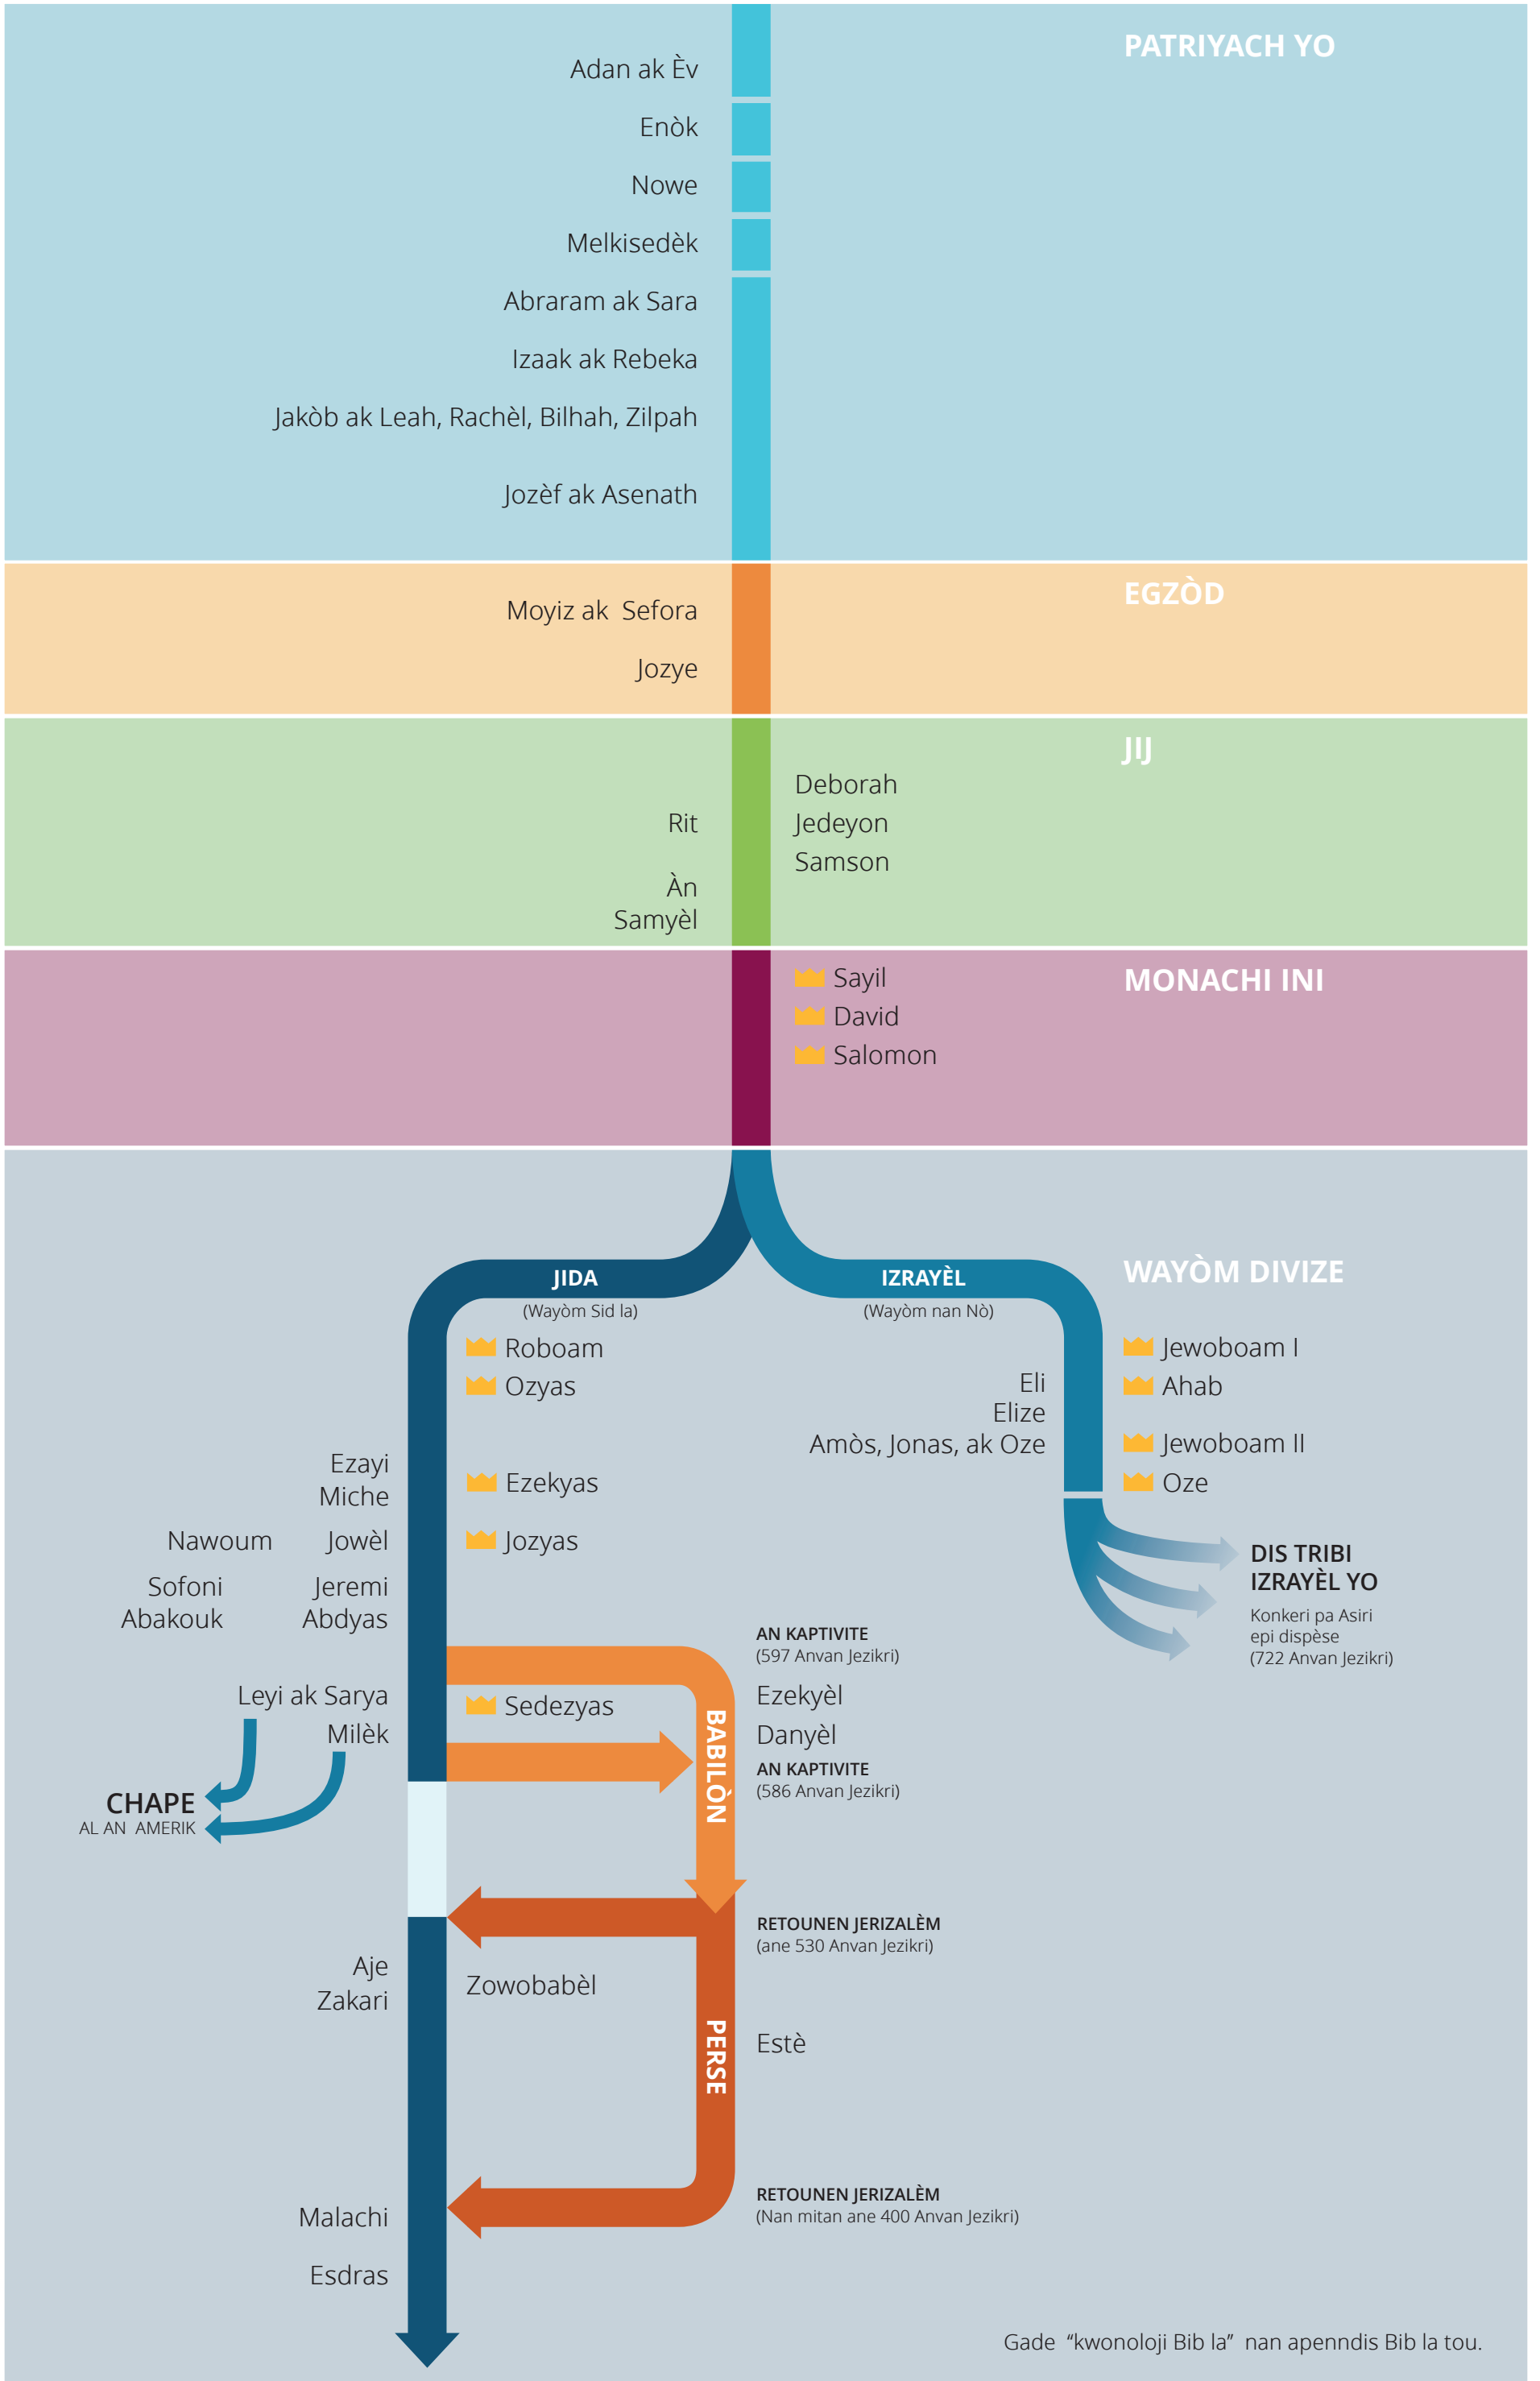 PATRIYACH YO
Adan ak Èv
Enòk
Nowe
Melkisedèk
Abraram ak Sara
Izaak ak Rebeka
Jakòb ak Leah, Rachèl, Bilhah, Zilpah
Jozèf ak Asenath
EGZÒD
Moyiz ak  Sefora
Jozye
JIJ
Deborah
Rit
Jedeyon
Samson
Àn
Samyèl
MONACHI INI
Sayil
David
Salomon
WAYÒM DIVIZE
JIDA
(Wayòm Sid la)
Roboam
Ozyas
Ezayi
Miche
Ezekyas
Nawoum
Jowèl
Jozyas
Sofoni
Abakouk
Jeremi
Abdyas
IZRAYÈL
(Wayòm nan Nò)
Eli
Elize
Amòs, Jonas, ak Oze
Jewoboam I
Ahab
Jewoboam II
Oze
DIS TRIBI
IZRAYÈL YO
Konkeri pa Asiri
epi dispèse
(722 Anvan Jezikri)
Leyi ak Sarya
Milèk
CHAPE
AL AN  AMERIK
Sedezyas
BABILÒN
AN KAPTIVITE
(597 Anvan Jezikri)
Ezekyèl
Danyèl
AN KAPTIVITE
(586 Anvan Jezikri)
RETOUNEN JERIZALÈM
(ane 530 Anvan Jezikri)
Aje
Zakari
Zowobabèl
PERSE
Estè
RETOUNEN JERIZALÈM
(Nan mitan ane 400 Anvan Jezikri)
Malachi
Esdras
Gade  “kwonoloji Bib la”  nan apenndis Bib la tou.